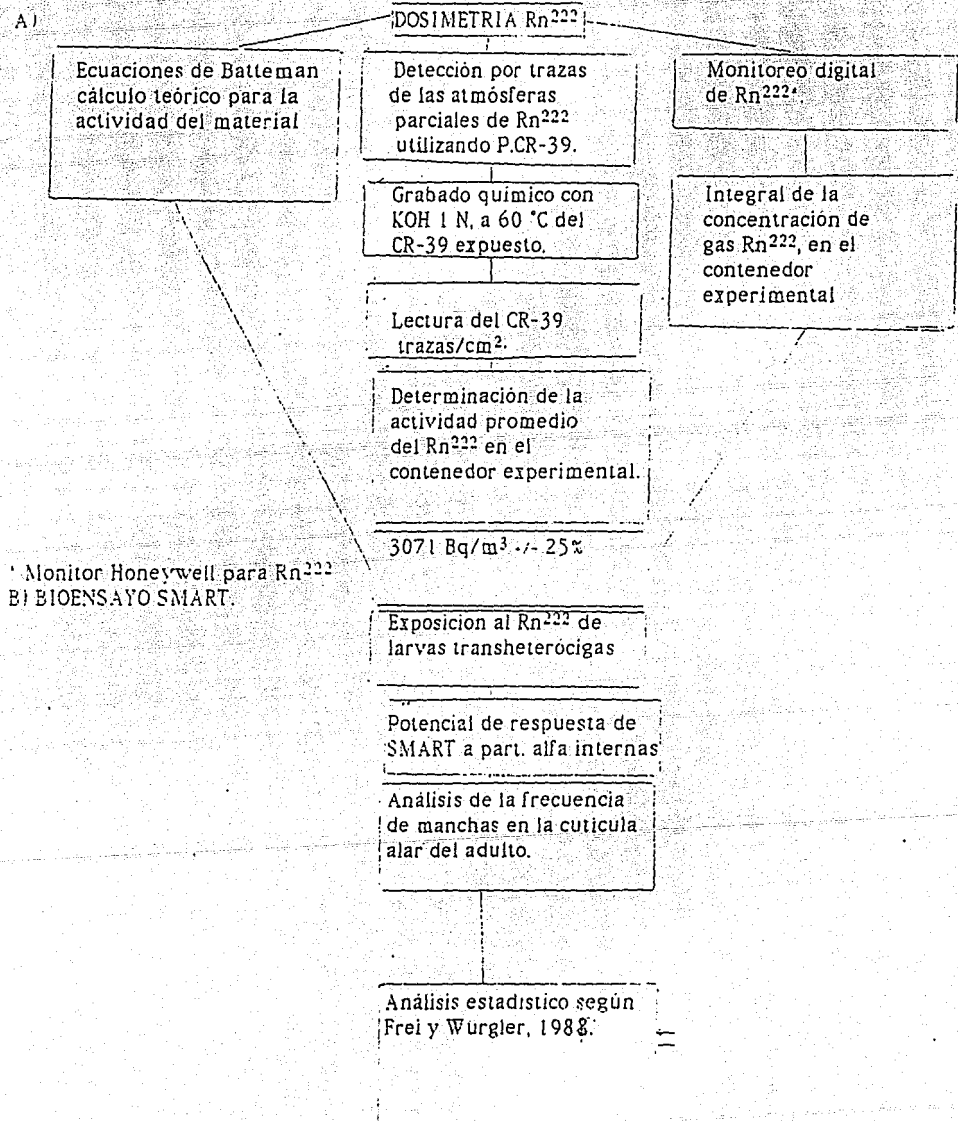 A)
DOSIMETRIA Rn²²²
Ecuaciones de Batteman
cálculo teórico para la
actividad del material
Detección por trazas
de las atmósferas
parciales de Rn²²²
utilizando P.CR-39.
Grabado químico con
KOH 1 N, a 60 °C del
CR-39 expuesto.
Lectura del CR-39
trazas/cm².
Determinación de la
actividad promedio
del Rn²²² en el
contenedor experimental.
Monitoreo digital
de Rn²²²*.
Integral de la
concentración de
gas Rn²²², en el
contenedor
experimental
3071 Bq/m³ +/- 25%
* Monitor Honeywell para Rn²²²
B) BIOENSAYO SMART.
Exposicion al Rn²²² de
larvas transheterócigas
Potencial de respuesta de
SMART a part. alfa internas
Análisis de la frecuencia
de manchas en la cuticula
alar del adulto.
Análisis estadístico según
Frei y Wurgler, 1988.